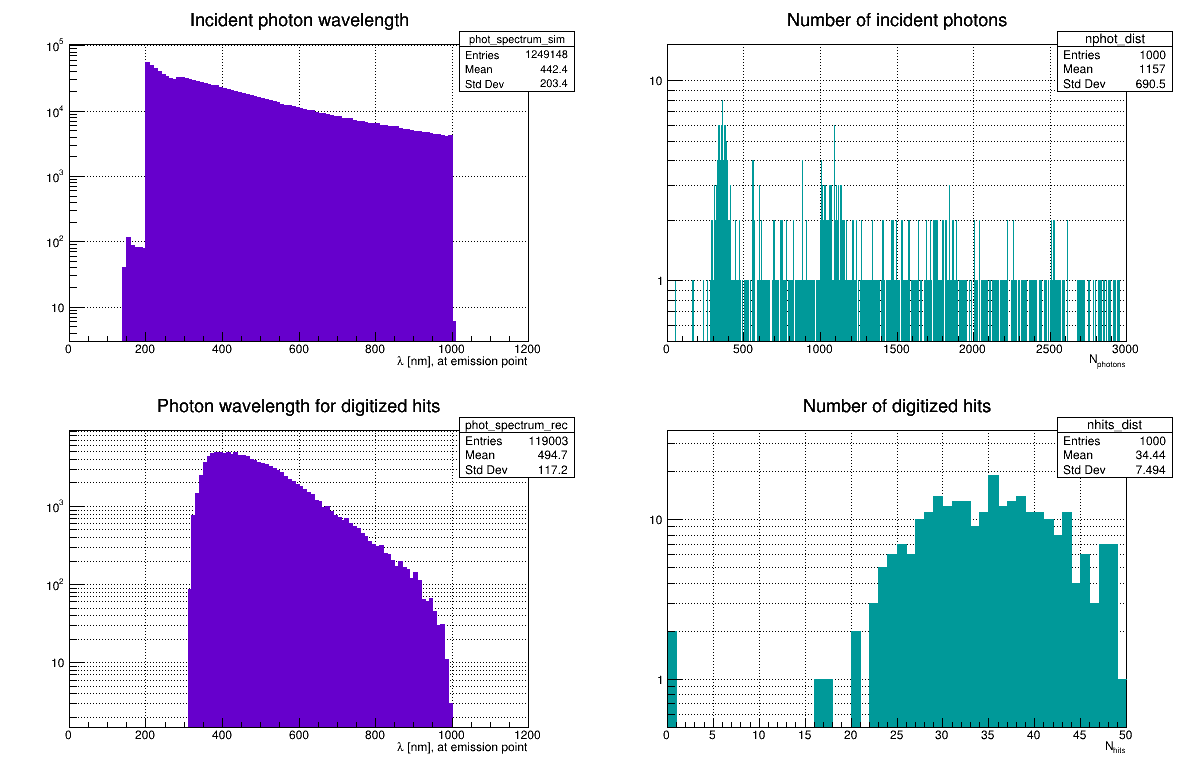 Incident photon wavelength
phot_spectrum_sim
Entries 1249148
Mean 442.4
Std Dev 203.4
10^5
10^4
10^3
10^2
10
0 200 400 600 800 1000 1200
λ [nm], at emission point
Number of incident photons
nphot_dist
Entries 1000
Mean 1157
Std Dev 690.5
10
1
0 500 1000 1500 2000 2500 3000
N_photons
Photon wavelength for digitized hits
phot_spectrum_rec
Entries 119003
Mean 494.7
Std Dev 117.2
10^3
10^2
10
0 200 400 600 800 1000 1200
λ [nm], at emission point
Number of digitized hits
nhits_dist
Entries 1000
Mean 34.44
Std Dev 7.494
10
1
0 5 10 15 20 25 30 35 40 45 50
N_hits